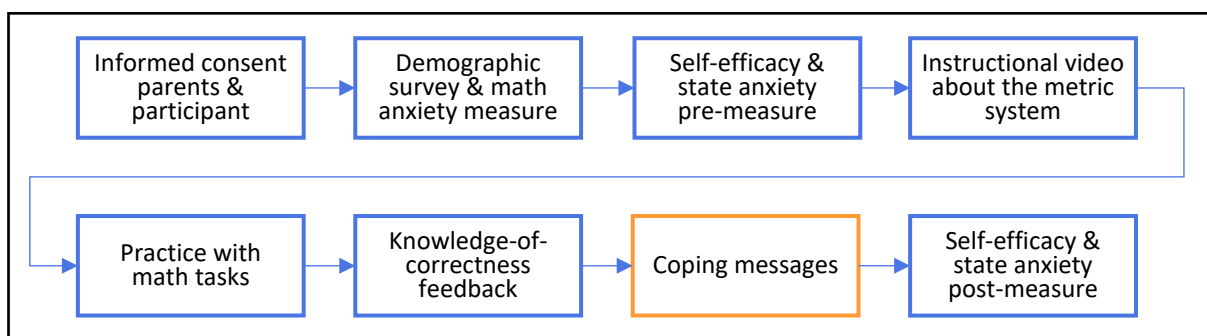 Informed consent
parents &
participant
Demographic
survey & math
anxiety measure
Self-efficacy &
state anxiety
pre-measure
Instructional video
about the metric
system
Practice with
math tasks
Knowledge-of-
correctness
feedback
Coping messages
Self-efficacy &
state anxiety
post-measure